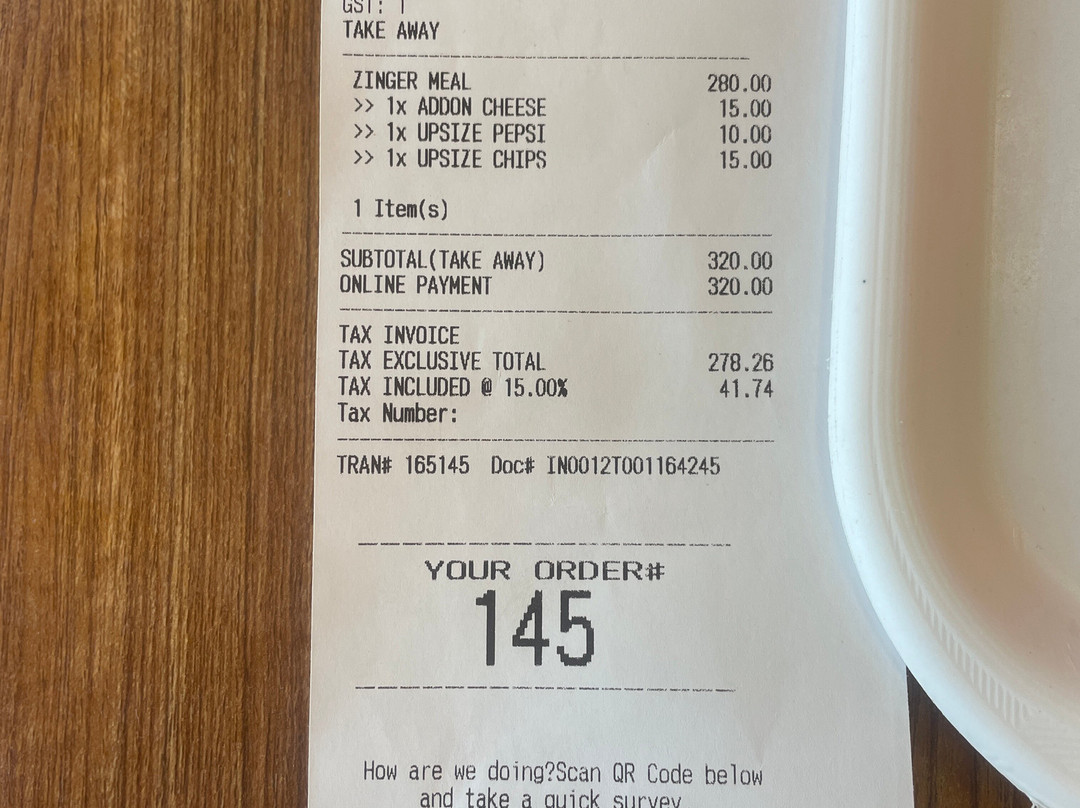 GST: 1
TAKE AWAY
ZINGER MEAL 280.00
>> 1x ADDON CHEESE 15.00
>> 1x UPSIZE PEPSI 10.00
>> 1x UPSIZE CHIPS 15.00
1 Item(s)
SUBTOTAL(TAKE AWAY) 320.00
ONLINE PAYMENT 320.00
TAX INVOICE
TAX EXCLUSIVE TOTAL 278.26
TAX INCLUDED @ 15.00% 41.74
Tax Number:
TRAN# 165145 Doc# IN0012T001164245
YOUR ORDER#
145
How are we doing?Scan QR Code below
and take a quick survey